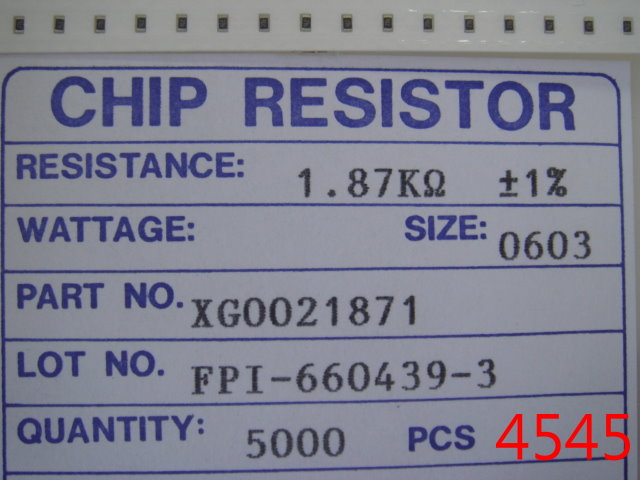 CHIP RESISTOR
RESISTANCE: 1.87KΩ ±1%
WATTAGE: SIZE: 0603
PART NO. XG0021871
LOT NO. FPI-660439-3
QUANTITY: 5000 PCS 4545